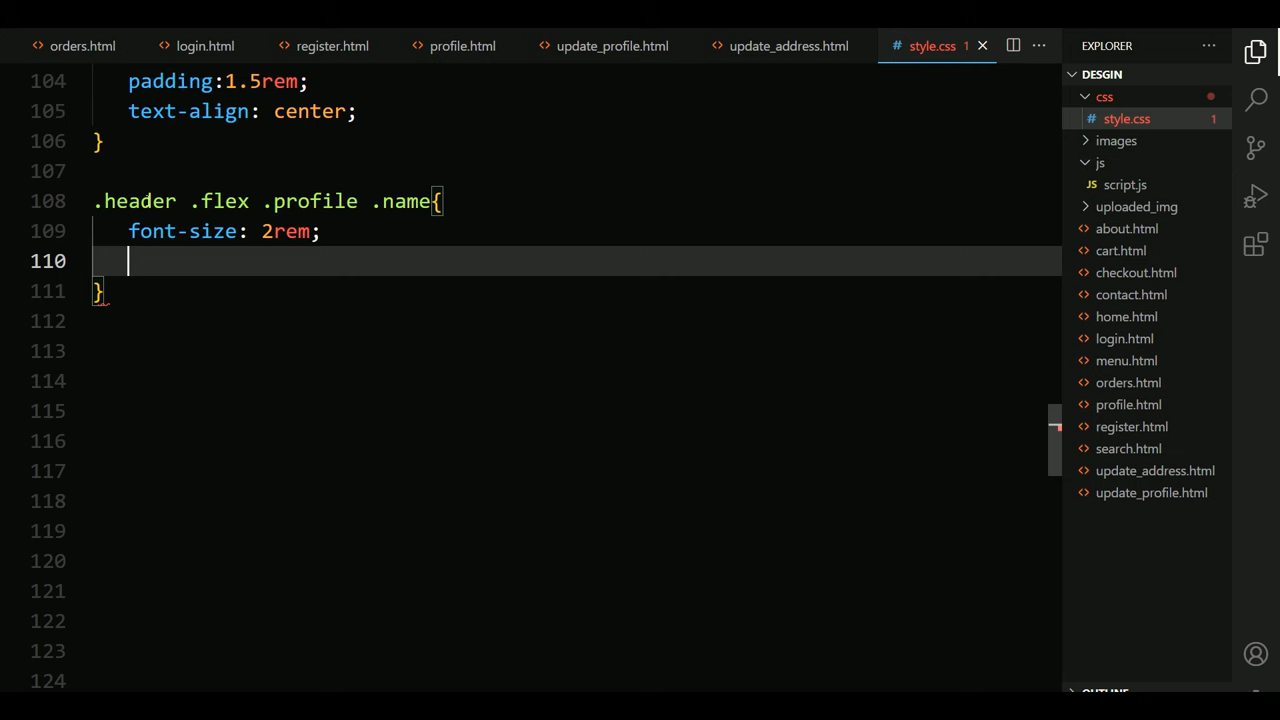 orders.html login.html register.html profile.html update_profile.html update_address.html # style.css 1
EXPLORER
104 padding:1.5rem;
105 text-align: center;
106 }
107
108 .header .flex .profile .name{
109 font-size: 2rem;
110
111 }
112
113
114
115
116
117
118
119
120
121
122
123
124
DESGIN
css
# style.css 1
images
js
JS script.js
uploaded_img
about.html
cart.html
checkout.html
contact.html
home.html
login.html
menu.html
orders.html
profile.html
register.html
search.html
update_address.html
update_profile.html
OUTLINE